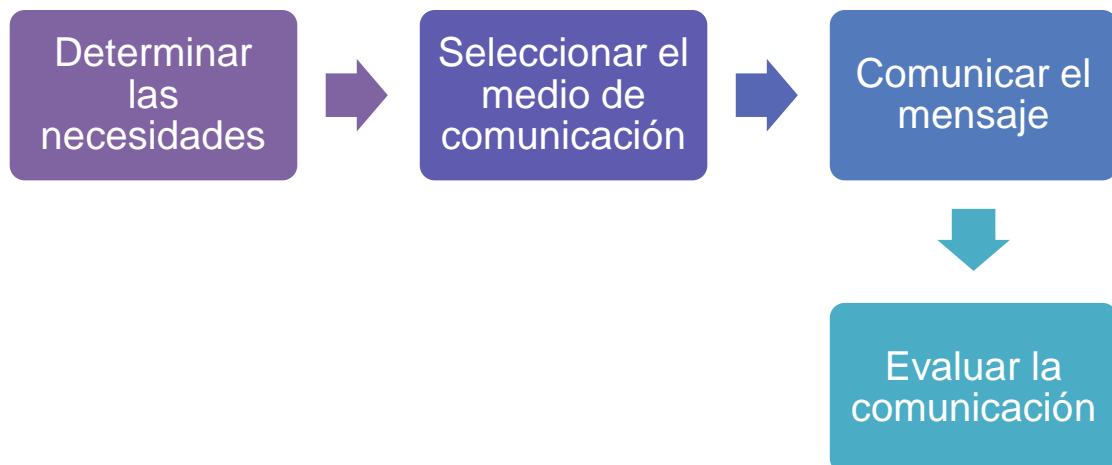 Determinar
las
necesidades
Seleccionar el
medio de
comunicación
Comunicar el
mensaje
Evaluar la
comunicación